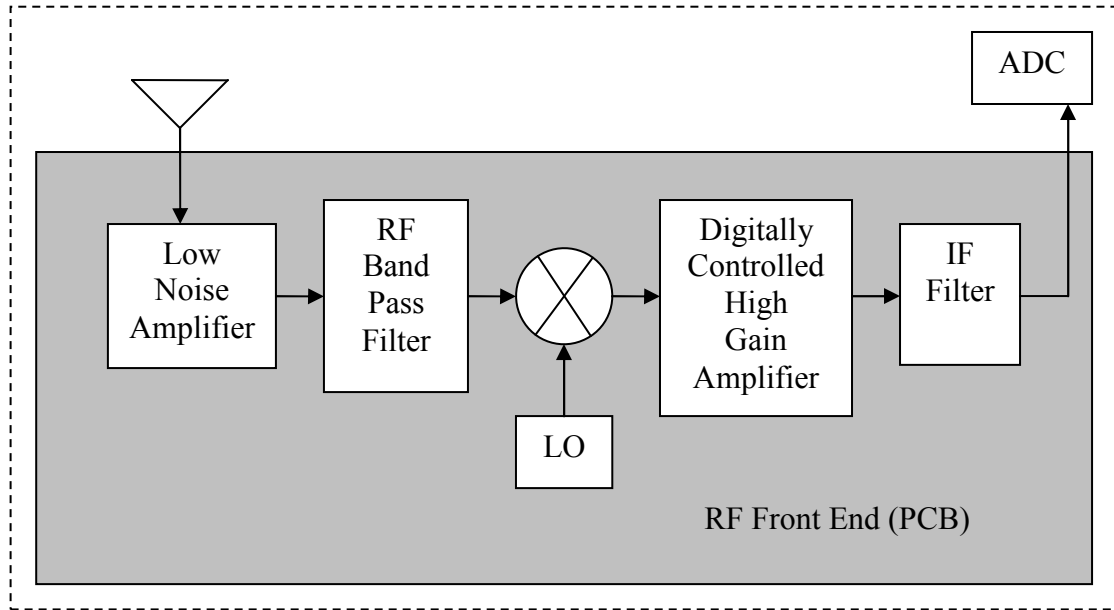 ADC
Low
Noise
Amplifier
RF
Band
Pass
Filter
Digitally
Controlled
High
Gain
Amplifier
IF
Filter
LO
RF Front End (PCB)